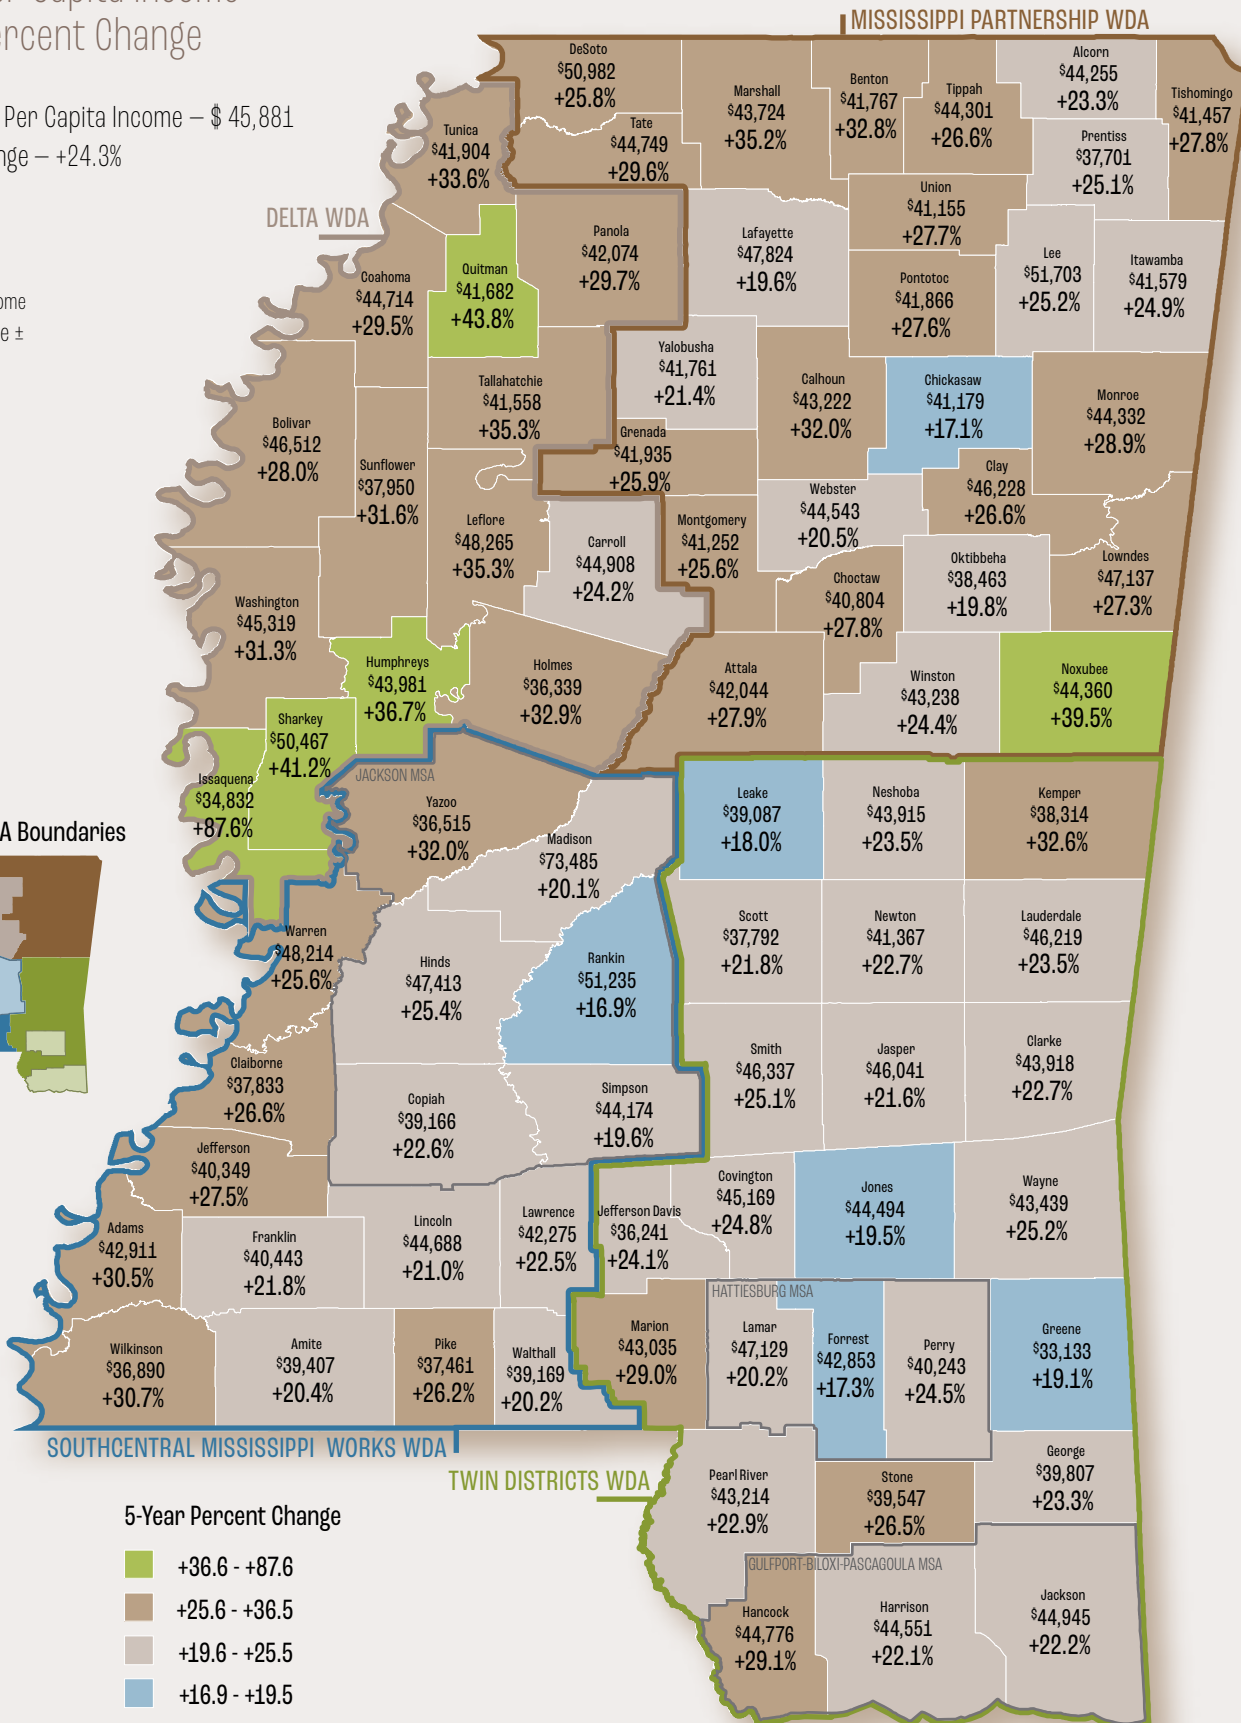 Capita Income
Percent Change
Per Capita Income – $ 45,881
nge – +24.3%
ome
e ±
MISSISSIPPI PARTNERSHIP WDA
DeSoto
$50,982
+25.8%
Marshall
$43,724
+35.2%
Benton
$41,767
+32.8%
Tippah
$44,301
+26.6%
Alcorn
$44,255
+23.3%
Tishomingo
$41,457
+27.8%
Tunica
$41,904
+33.6%
Tate
$44,749
+29.6%
Prentiss
$37,701
+25.1%
Union
$41,155
+27.7%
DELTA WDA
Panola
$42,074
+29.7%
Lafayette
$47,824
+19.6%
Lee
$51,703
+25.2%
Itawamba
$41,579
+24.9%
Coahoma
$44,714
+29.5%
Quitman
$41,682
+43.8%
Pontotoc
$41,866
+27.6%
Yalobusha
$41,761
+21.4%
Tallahatchie
$41,558
+35.3%
Calhoun
$43,222
+32.0%
Chickasaw
$41,179
+17.1%
Monroe
$44,332
+28.9%
Bolivar
$46,512
+28.0%
Sunflower
$37,950
+31.6%
Grenada
$41,935
+25.9%
Clay
$46,228
+26.6%
Webster
$44,543
+20.5%
Leflore
$48,265
+35.3%
Carroll
$44,908
+24.2%
Montgomery
$41,252
+25.6%
Choctaw
$40,804
+27.8%
Oktibbeha
$38,463
+19.8%
Lowndes
$47,137
+27.3%
Washington
$45,319
+31.3%
Humphreys
$43,981
+36.7%
Holmes
$36,339
+32.9%
Attala
$42,044
+27.9%
Winston
$43,238
+24.4%
Noxubee
$44,360
+39.5%
Sharkey
$50,467
+41.2%
Issaquena
$34,832
+87.6%
JACKSON MSA
Yazoo
$36,515
+32.0%
Madison
$73,485
+20.1%
Leake
$39,087
+18.0%
Neshoba
$43,915
+23.5%
Kemper
$38,314
+32.6%
A Boundaries
Warren
$48,214
+25.6%
Hinds
$47,413
+25.4%
Rankin
$51,235
+16.9%
Scott
$37,792
+21.8%
Newton
$41,367
+22.7%
Lauderdale
$46,219
+23.5%
Claiborne
$37,833
+26.6%
Copiah
$39,166
+22.6%
Simpson
$44,174
+19.6%
Smith
$46,337
+25.1%
Jasper
$46,041
+21.6%
Clarke
$43,918
+22.7%
Jefferson
$40,349
+27.5%
Adams
$42,911
+30.5%
Franklin
$40,443
+21.8%
Lincoln
$44,688
+21.0%
Lawrence
$42,275
+22.5%
Jefferson Davis
$36,241
+24.1%
Covington
$45,169
+24.8%
Jones
$44,494
+19.5%
Wayne
$43,439
+25.2%
HATTIESBURG MSA
Wilkinson
$36,890
+30.7%
Amite
$39,407
+20.4%
Pike
$37,461
+26.2%
Walthall
$39,169
+20.2%
Marion
$43,035
+29.0%
Lamar
$47,129
+20.2%
Forrest
$42,853
+17.3%
Perry
$40,243
+24.5%
Greene
$33,133
+19.1%
SOUTHCENTRAL MISSISSIPPI WORKS WDA
TWIN DISTRICTS WDA
Pearl River
$43,214
+22.9%
Stone
$39,547
+26.5%
George
$39,807
+23.3%
GULFPORT-BILOXI-PASCAGOULA MSA
Hancock
$44,776
+29.1%
Harrison
$44,551
+22.1%
Jackson
$44,945
+22.2%
5-Year Percent Change
+36.6 - +87.6
+25.6 - +36.5
+19.6 - +25.5
+16.9 - +19.5